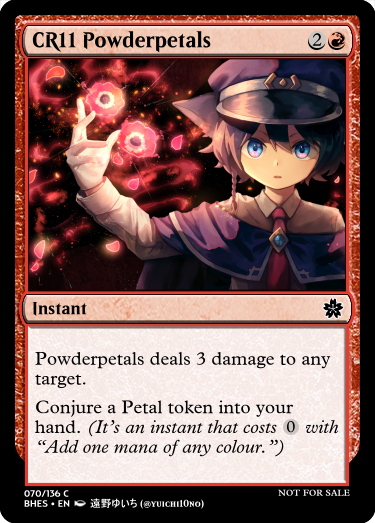 CR11 Powderpetals 2
Instant
Powderpetals deals 3 damage to any
target.
Conjure a Petal token into your
hand. (It's an instant that costs 0 with
“Add one mana of any colour.”)
070/136 C
NOT FOR SALE
BHES • EN 遠野ゆいち (@YUICHI10NO)